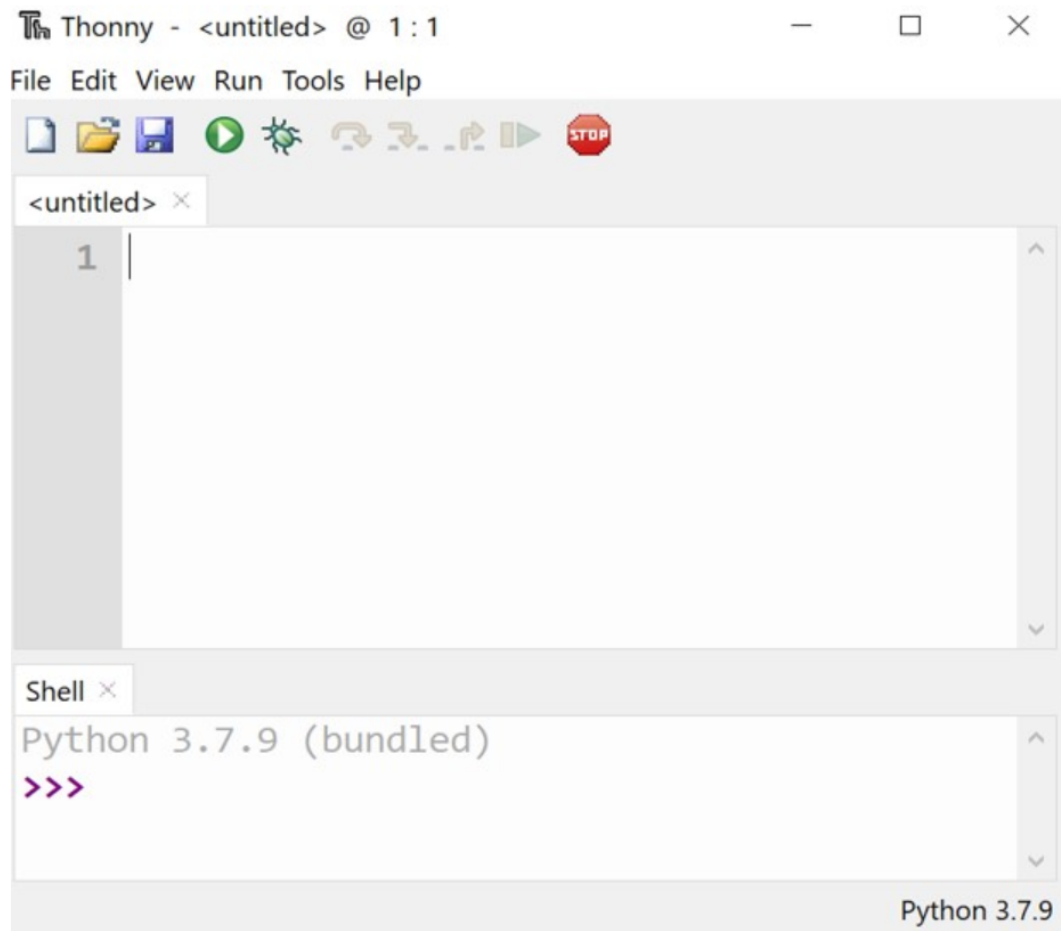 Thonny - <untitled> @ 1 : 1
File Edit View Run Tools Help
STOP
<untitled>
1
Shell
Python 3.7.9 (bundled)
>>>
Python 3.7.9